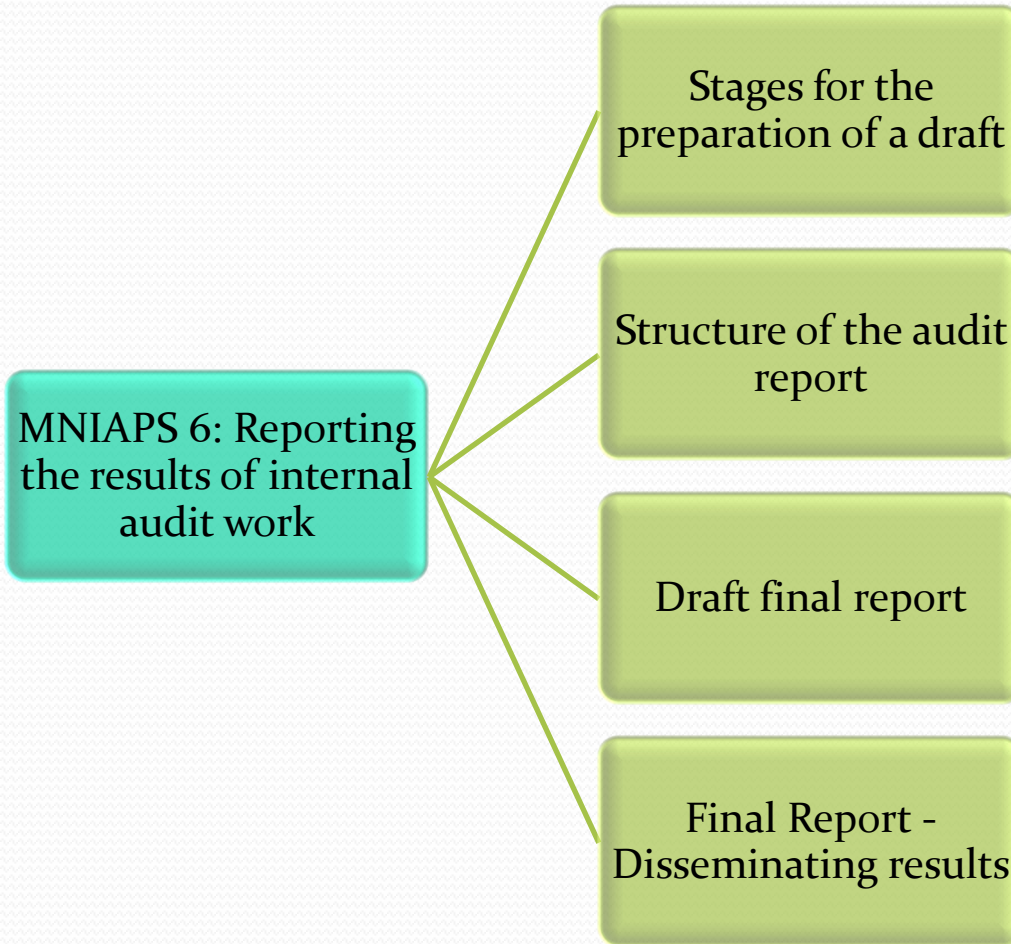 Stages for the
preparation of a draft
Structure of the audit
report
MNIAPS 6: Reporting
the results of internal
audit work
Draft final report
Final Report -
Disseminating results